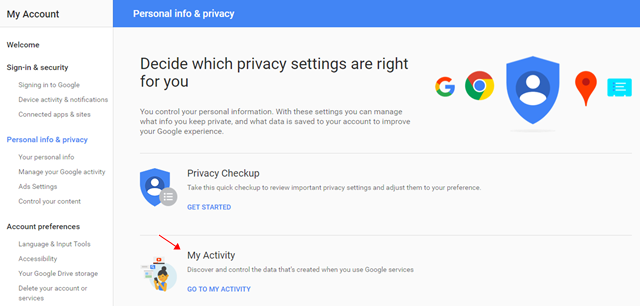 My Account
Personal info & privacy
Welcome
Sign-in & security
Signing in to Google
Device activity & notifications
Connected apps & sites
Personal info & privacy
Your personal info
Manage your Google activity
Ads Settings
Control your content
Account preferences
Language & Input Tools
Accessibility
Your Google Drive storage
Delete your account or
services
Decide which privacy settings are right
for you
You control your personal information. With these settings you can manage
what info you keep private, and what data is saved to your account to improve
your Google experience.
Privacy Checkup
Take this quick checkup to review important privacy settings and adjust them to your preference.
GET STARTED
My Activity
Discover and control the data that's created when you use Google services
GO TO MY ACTIVITY